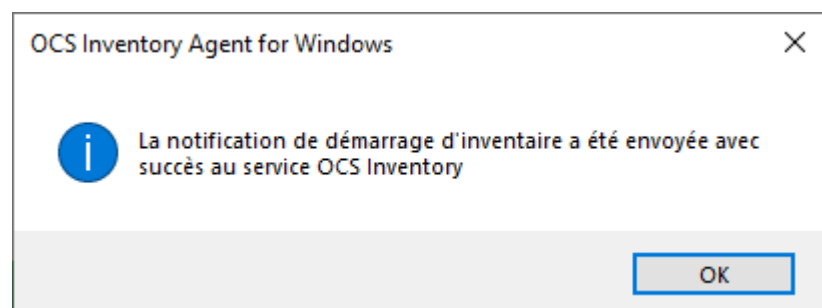 OCS Inventory Agent for Windows
La notification de démarrage d'inventaire a été envoyée avec
succès au service OCS Inventory
OK